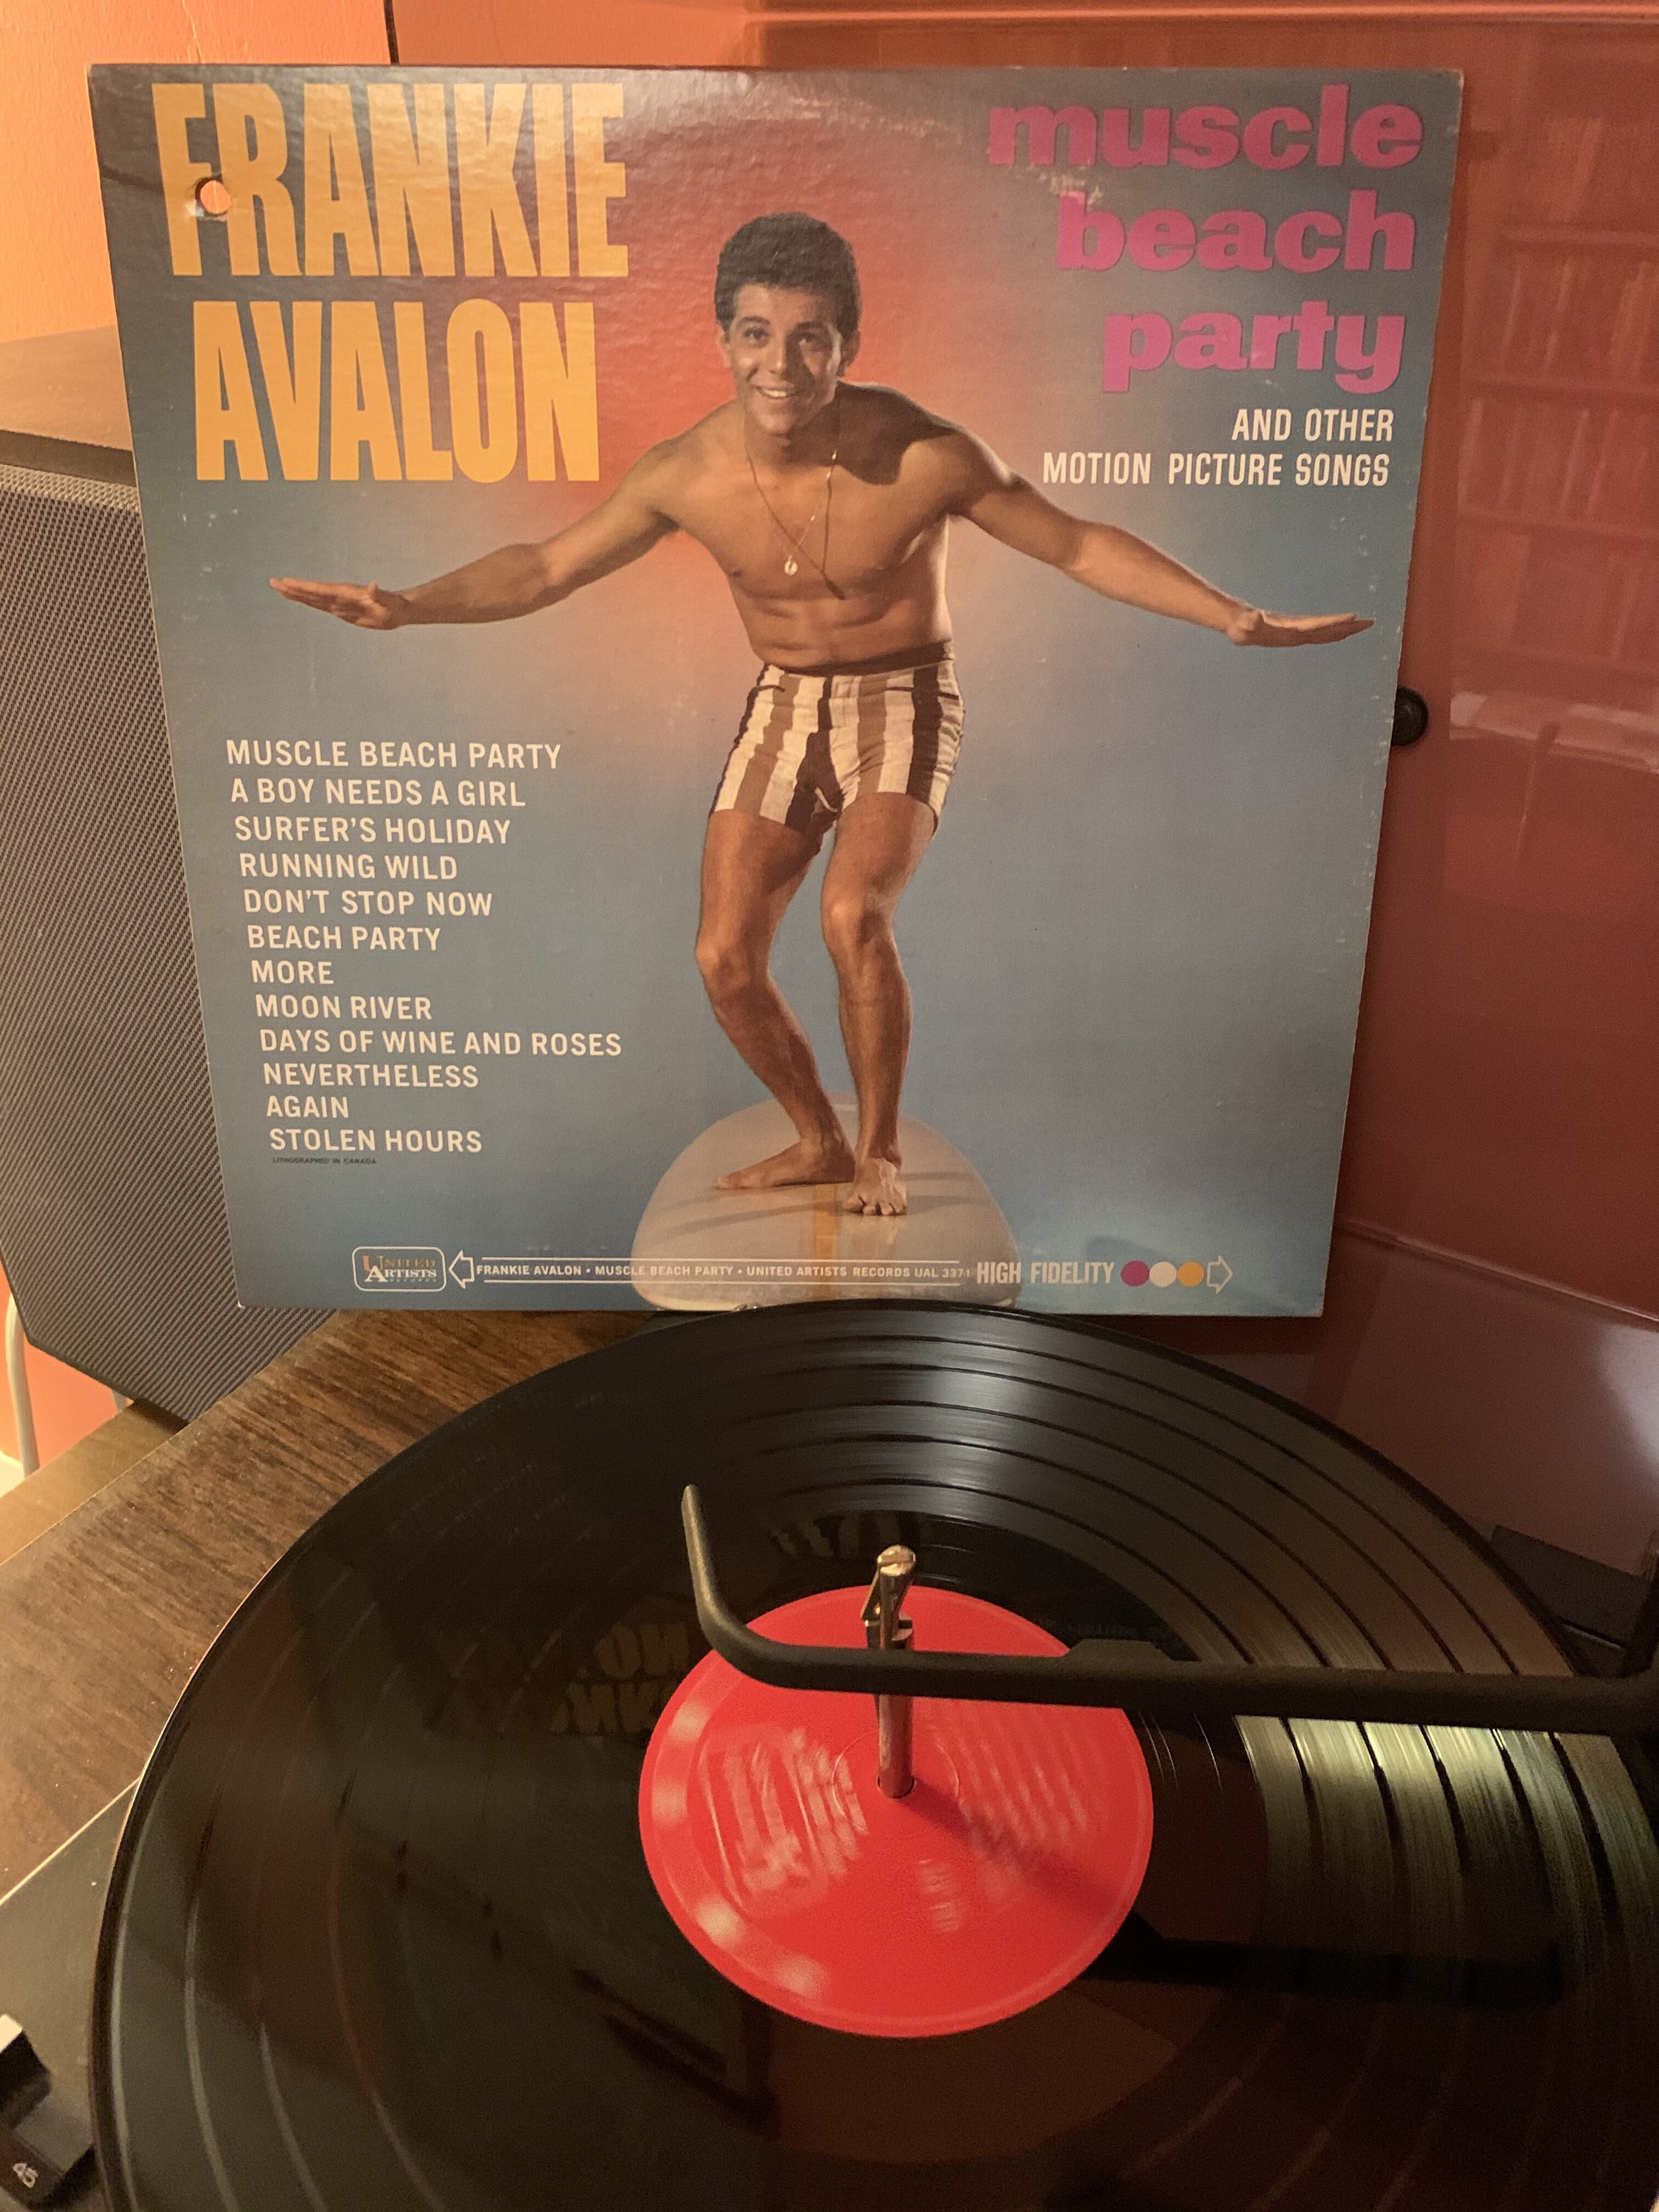 FRANKIE
AVALON
muscle
beach
party
AND OTHER
MOTION PICTURE SONGS
MUSCLE BEACH PARTY
A BOY NEEDS A GIRL
SURFER'S HOLIDAY
RUNNING WILD
DON'T STOP NOW
BEACH PARTY
MORE
MOON RIVER
DAYS OF WINE AND ROSES
NEVERTHELESS
AGAIN
STOLEN HOURS
LITHOGRAPHED IN CANADA
UNITED
ARTISTS
RECORDS
FRANKIE AVALON • MUSCLE BEACH PARTY • UNITED ARTISTS RECORDS UAL 3371
HIGH FIDELITY
45